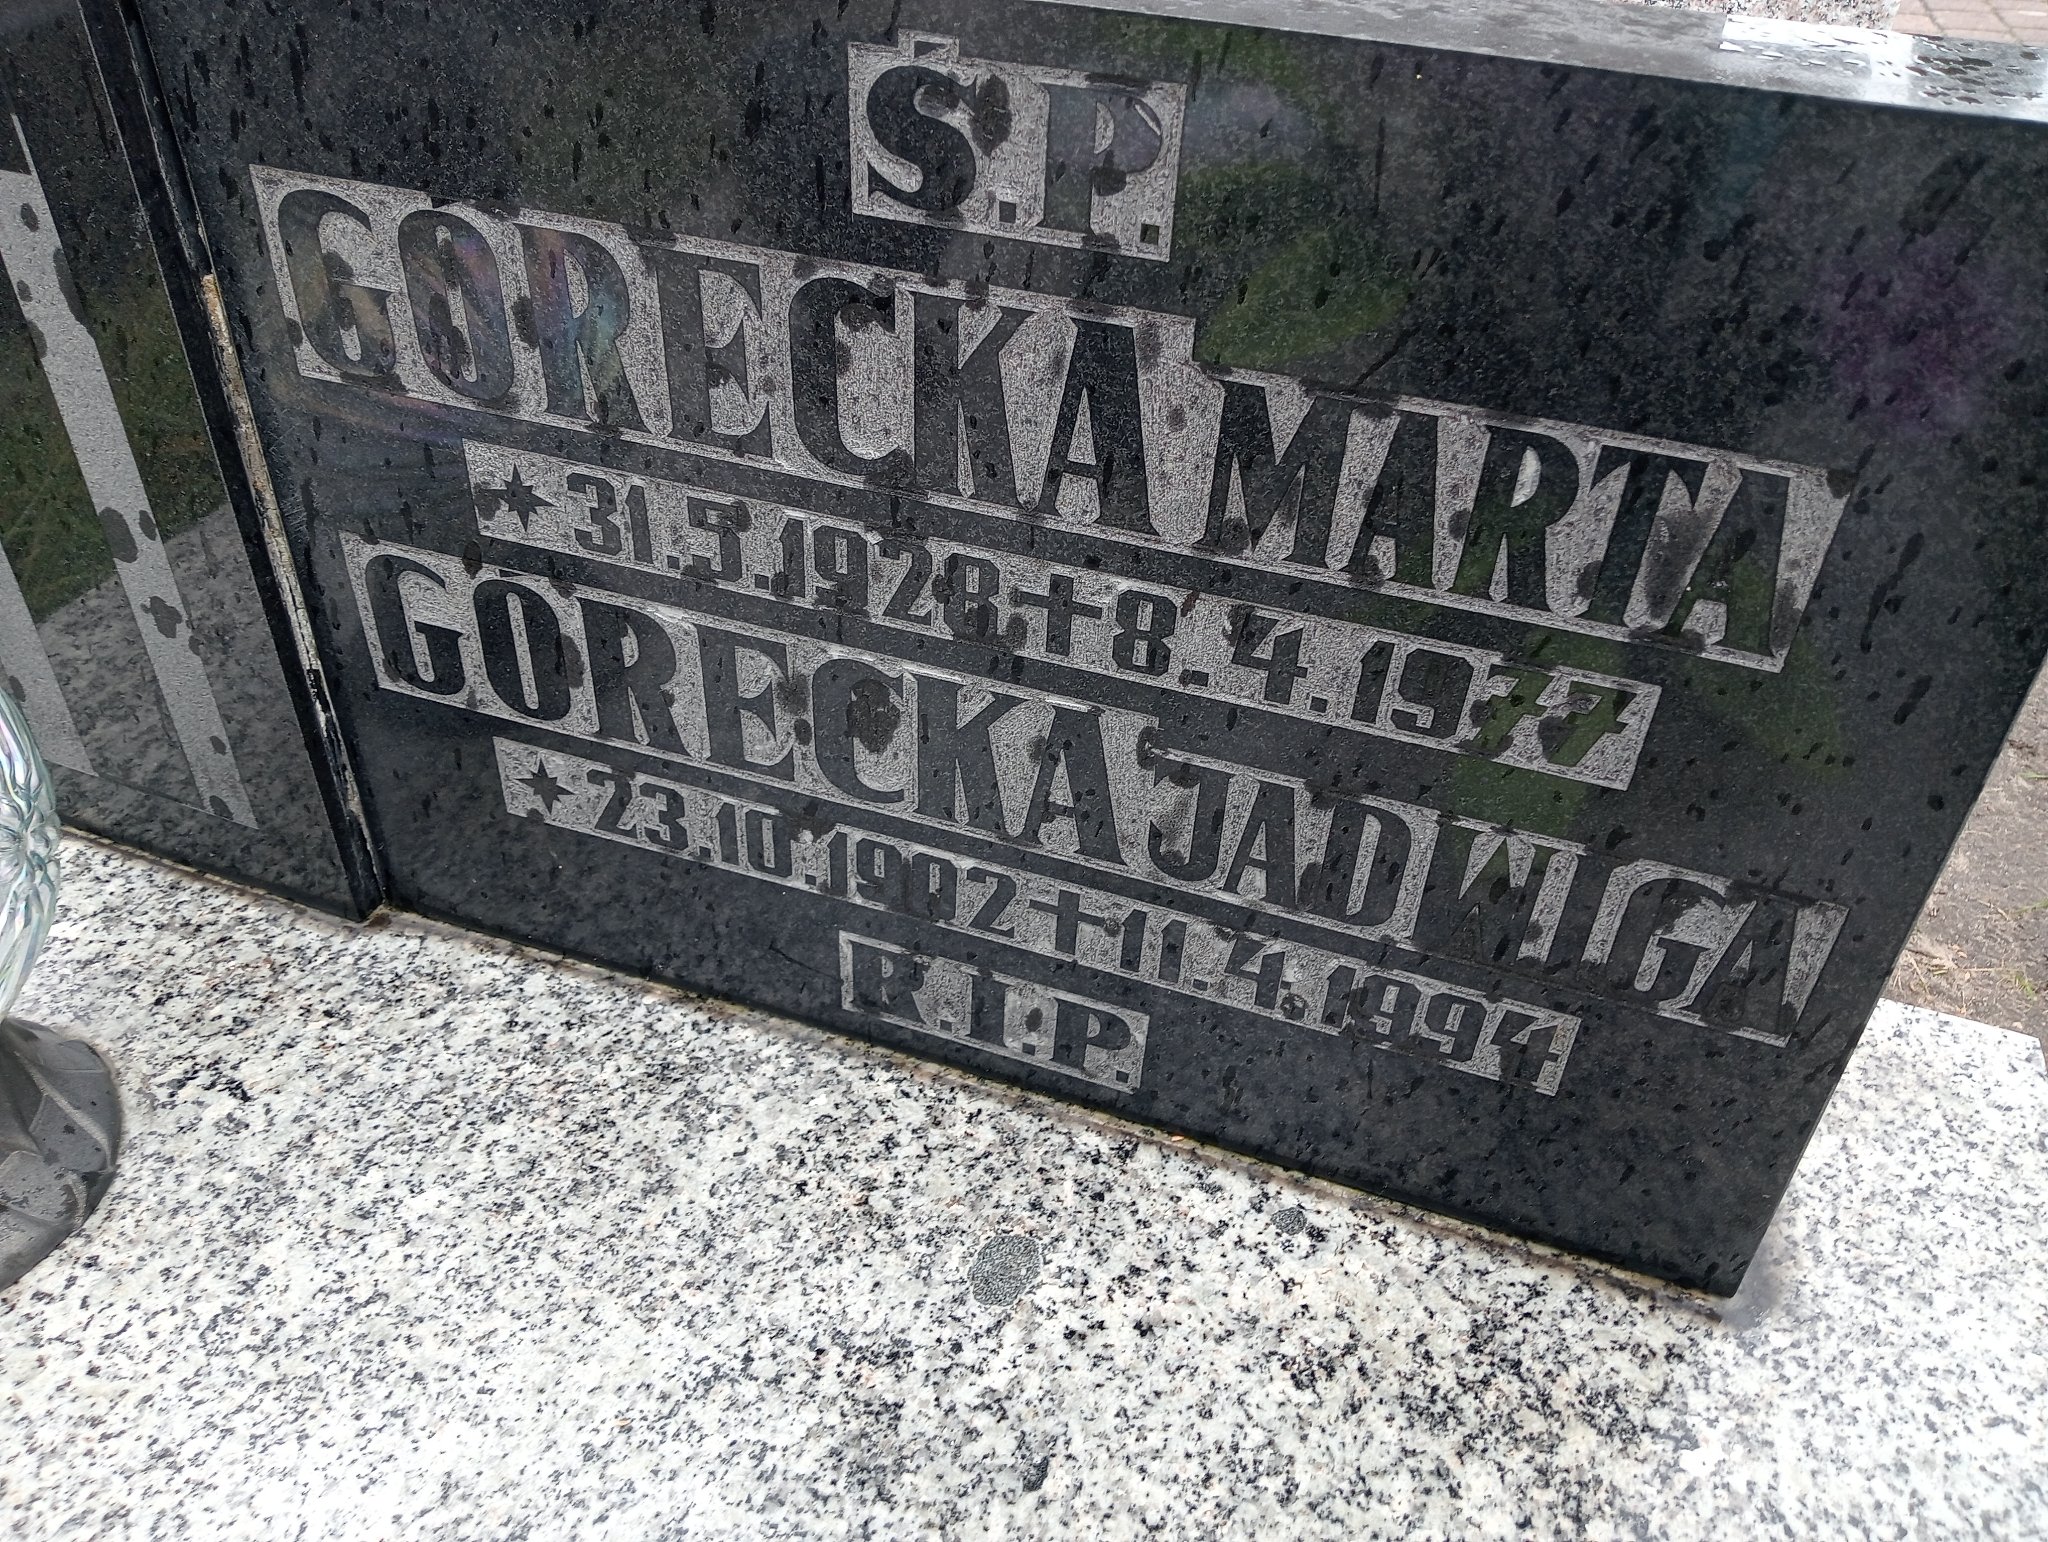 Ś.P.
GÓRECKA MARTA
* 31.5.1928 + 8.4.1977
GÓRECKA JADWIGA
* 23.10.1902 + 11.4.1994
R.I.P.